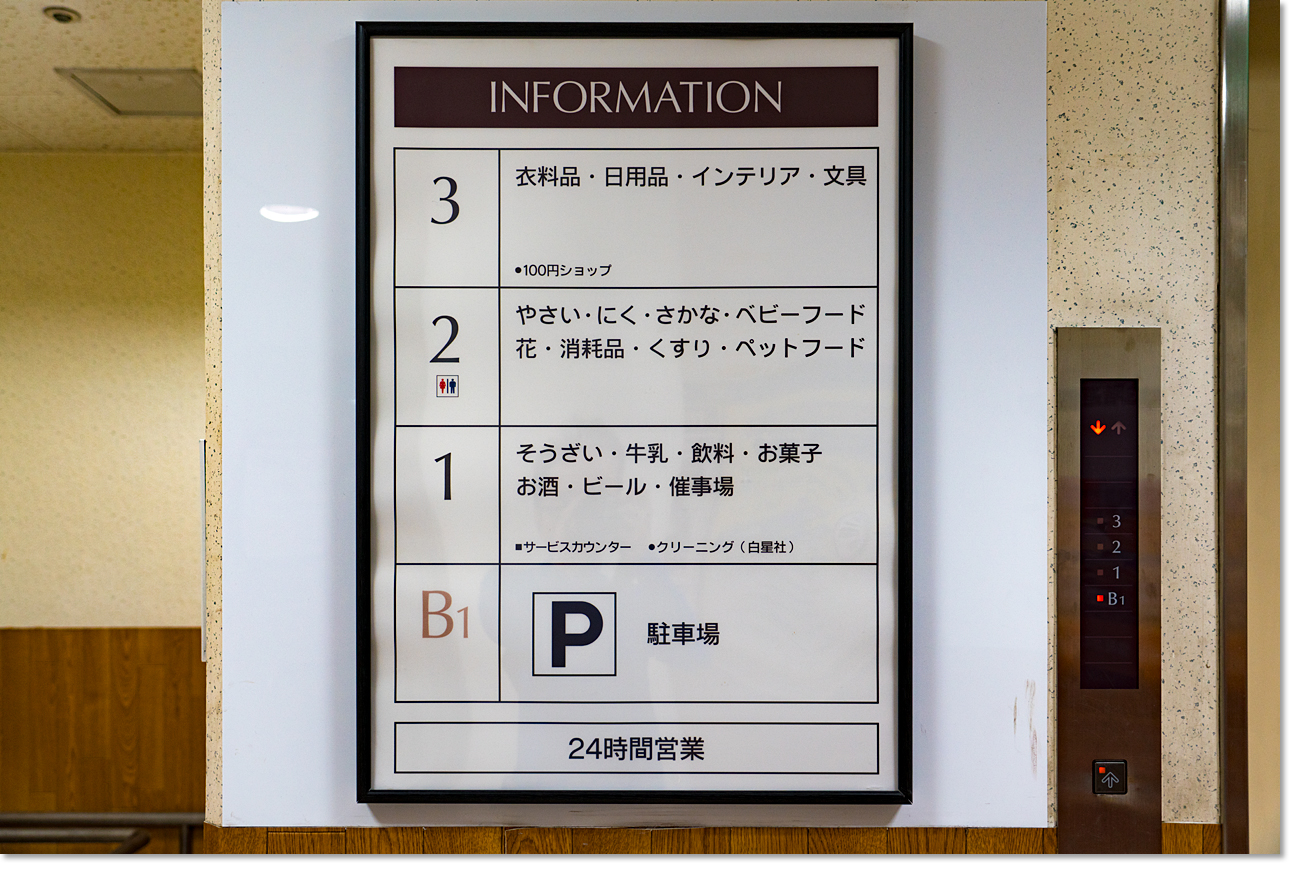 INFORMATION
3
衣料品・日用品・インテリア・文具
●100円ショップ
2
やさい・にく・さかな・ベビーフード
花・消耗品・くすり・ペットフード
1
そうざい・牛乳・飲料・お菓子
お酒・ビール・催事場
■サービスカウンター ●クリーニング（白星社）
B1
P 駐車場
24時間営業
3
2
1
B1